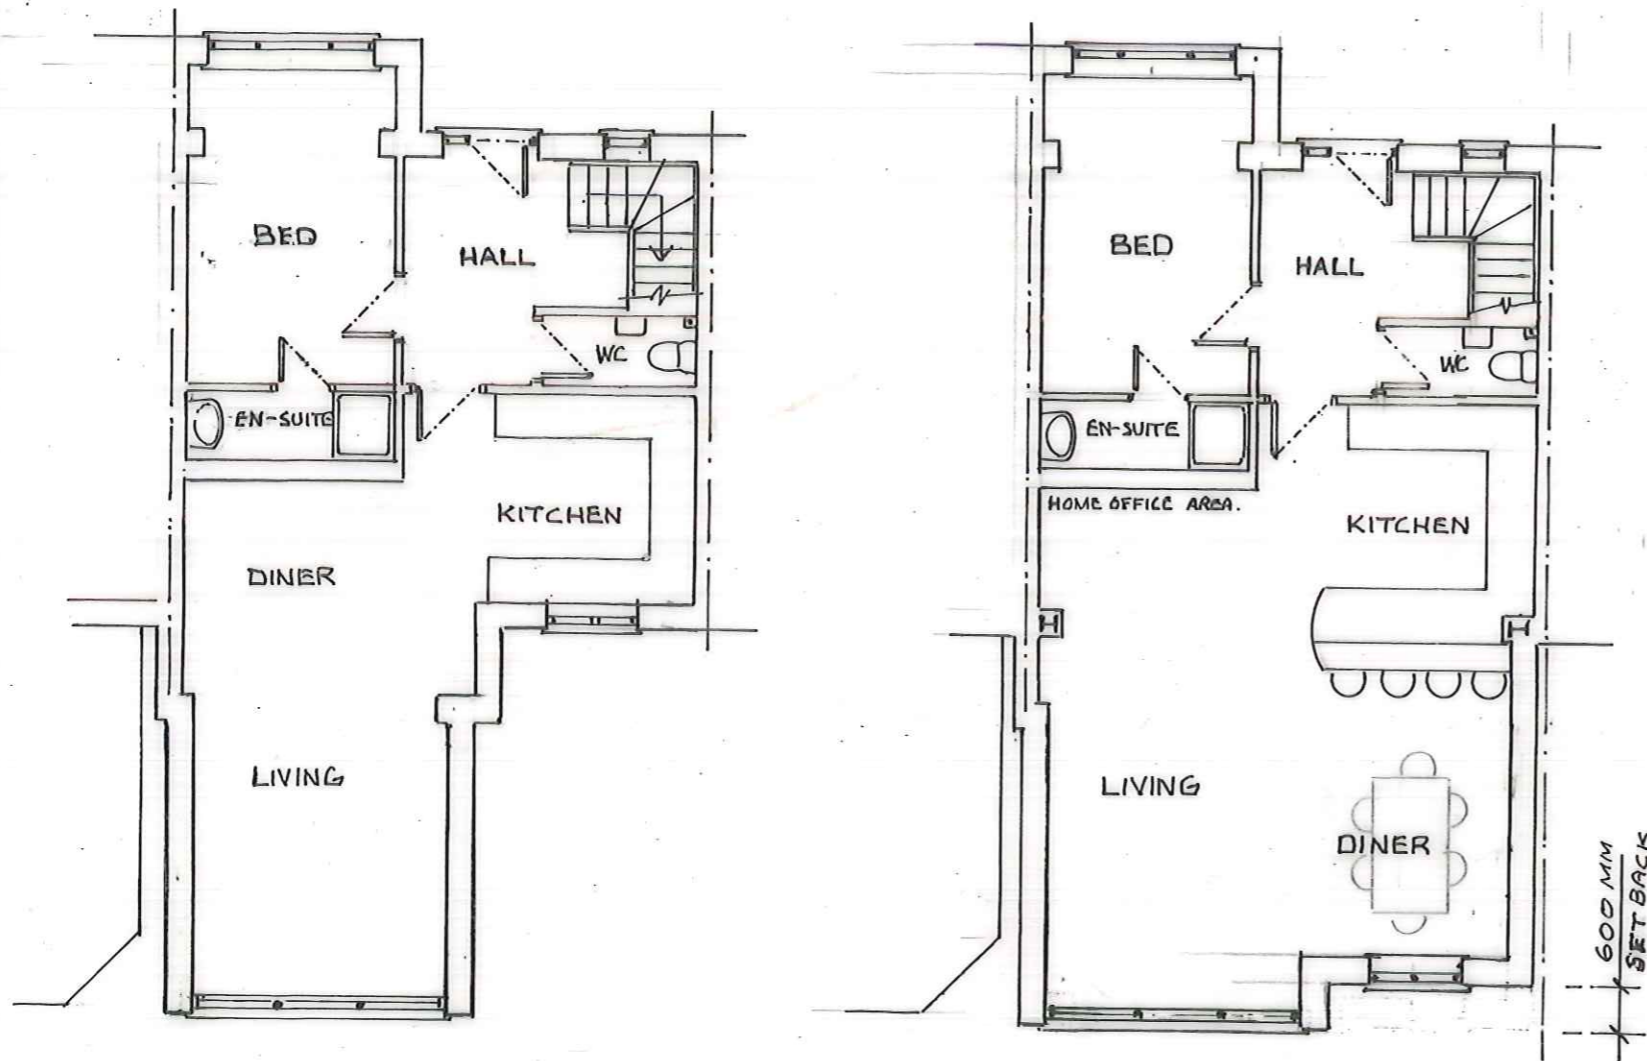 BED
HALL
WC
EN-SUITE
KITCHEN
DINER
LIVING
BED
HALL
WC
EN-SUITE
HOME OFFICE AREA.
KITCHEN
LIVING
DINER
600 MM
SET BACK